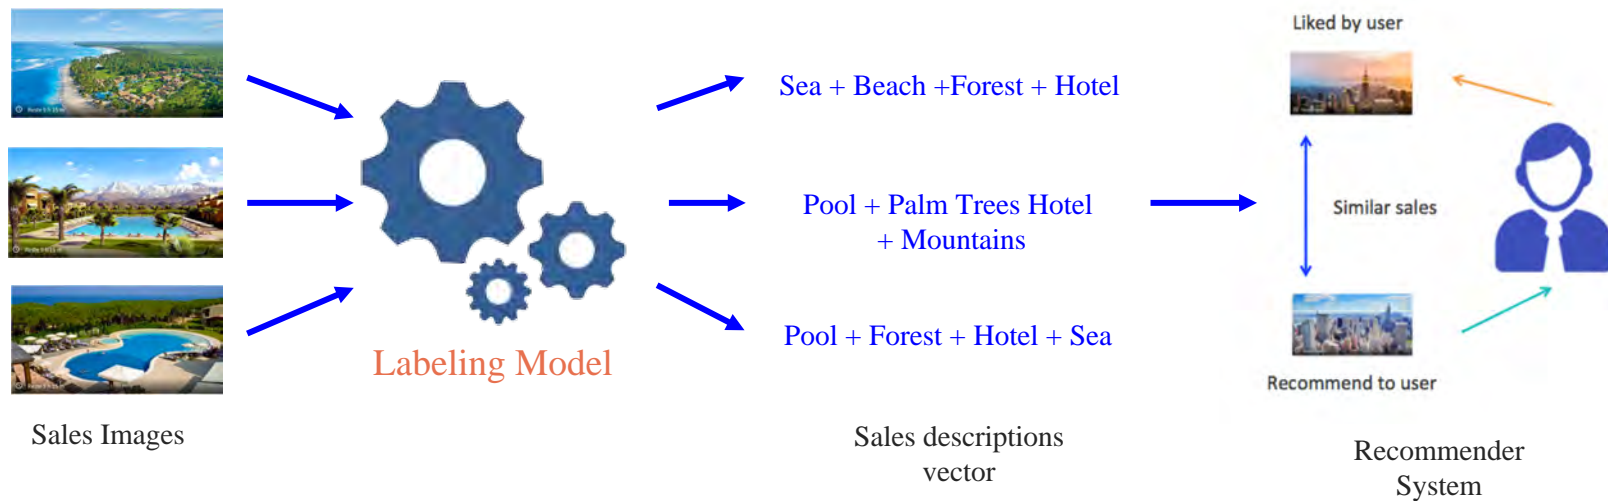 Liked by user
Sea + Beach +Forest + Hotel
Pool + Palm Trees Hotel
+ Mountains
Similar sales
Pool + Forest + Hotel + Sea
Labeling Model
Recommend to user
Sales Images
Sales descriptions
vector
Recommender
System